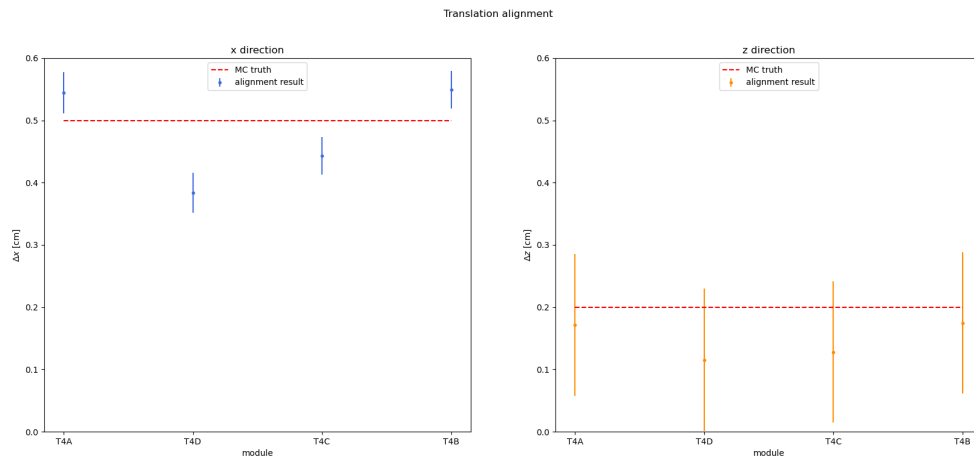 Translation alignment
x direction
MC truth
alignment result
0.6
0.5
0.4
0.3
0.2
0.1
0.0
Δx [cm]
T4A
T4D
T4C
T4B
module
z direction
MC truth
alignment result
0.6
0.5
0.4
0.3
0.2
0.1
0.0
Δz [cm]
T4A
T4D
T4C
T4B
module